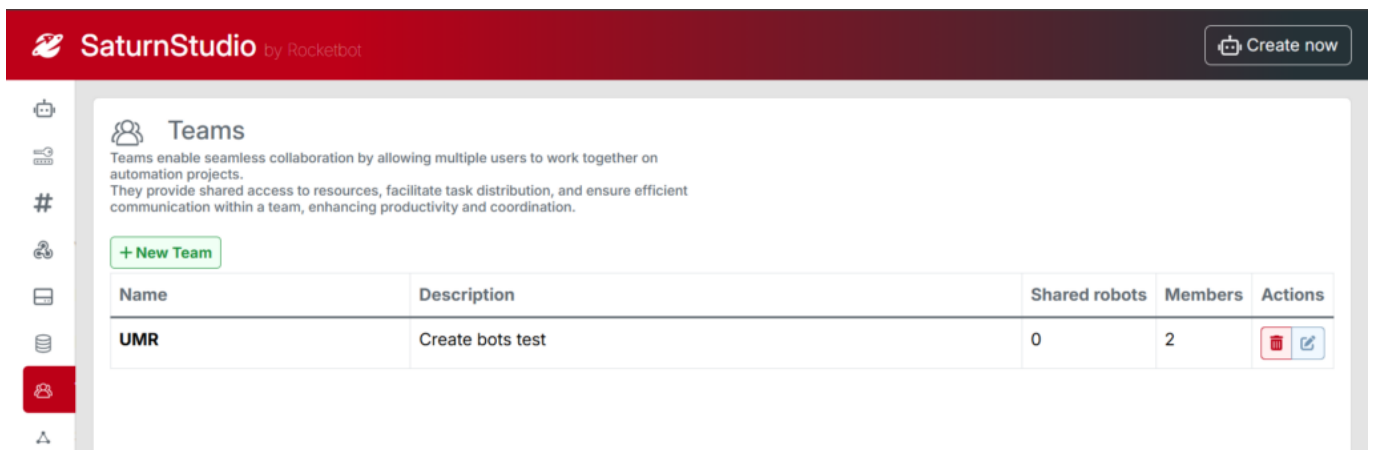 SaturnStudio by Rocketbot
Create now
Teams
Teams enable seamless collaboration by allowing multiple users to work together on
automation projects.
They provide shared access to resources, facilitate task distribution, and ensure efficient
communication within a team, enhancing productivity and coordination.
+ New Team
Name Description Shared robots Members Actions
UMR Create bots test 0 2